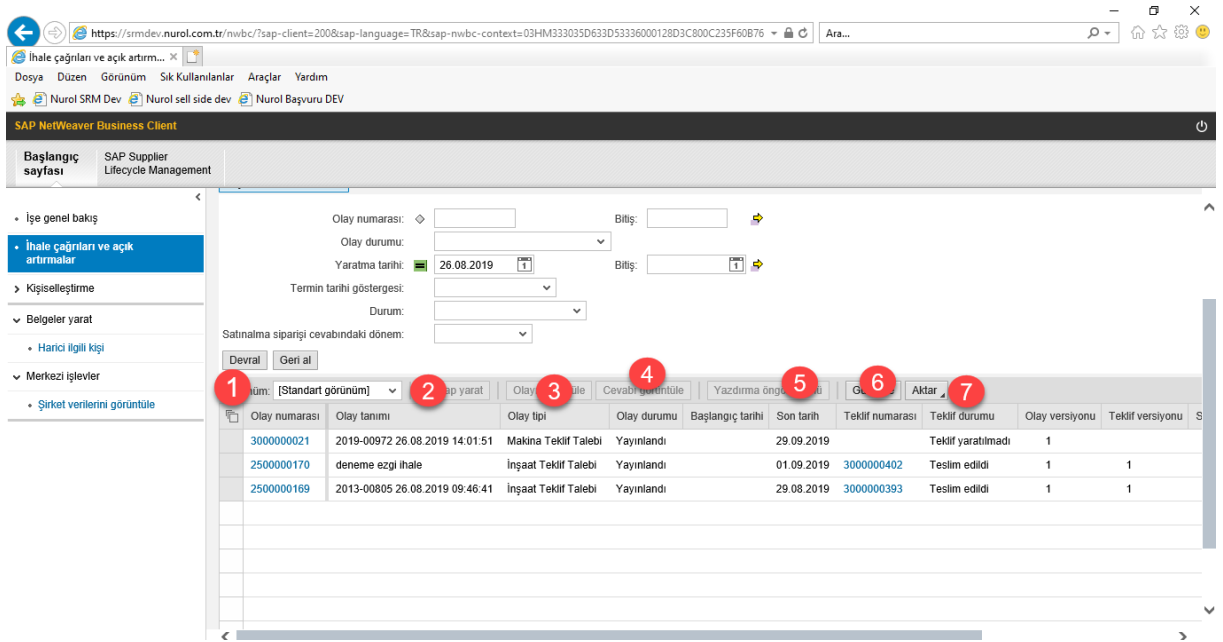 https://srmdev.nurol.com.tr/nwbc/?sap-client=200&sap-language=TR&sap-nwbc-context=03HM333035D633D53336000128D3C800C235F60B76
Ara...
İhale çağrıları ve açık artırm...
Dosya Düzen Görünüm Sık Kullanılanlar Araçlar Yardım
Nurol SRM Dev Nurol sell side dev Nurol Başvuru DEV
SAP NetWeaver Business Client
Başlangıç sayfası
SAP Supplier Lifecycle Management
İşe genel bakış
İhale çağrıları ve açık artırmalar
Kişiselleştirme
Belgeler yarat
Harici ilgili kişi
Merkezi işlevler
Şirket verilerini görüntüle
Olay numarası: Bitiş:
Olay durumu:
Yaratma tarihi: 26.08.2019 Bitiş:
Termin tarihi göstergesi:
Durum:
Satınalma siparişi cevabındaki dönem:
Devral Geri al
1 [Standart görünüm] 2 yarat 3 4 Cevabı görüntüle Yazdırma 5 6 Aktar 7
Olay numarası Olay tanımı Olay tipi Olay durumu Başlangıç tarihi Son tarih Teklif numarası Teklif durumu Olay versiyonu Teklif versiyonu S
3000000021 2019-00972 26.08.2019 14:01:51 Makina Teklif Talebi Yayınlandı 29.09.2019 Teklif yaratılmadı 1
2500000170 deneme ezgi ihale İnşaat Teklif Talebi Yayınlandı 01.09.2019 3000000402 Teslim edildi 1 1
2500000169 2013-00805 26.08.2019 09:46:41 İnşaat Teklif Talebi Yayınlandı 29.08.2019 3000000393 Teslim edildi 1 1